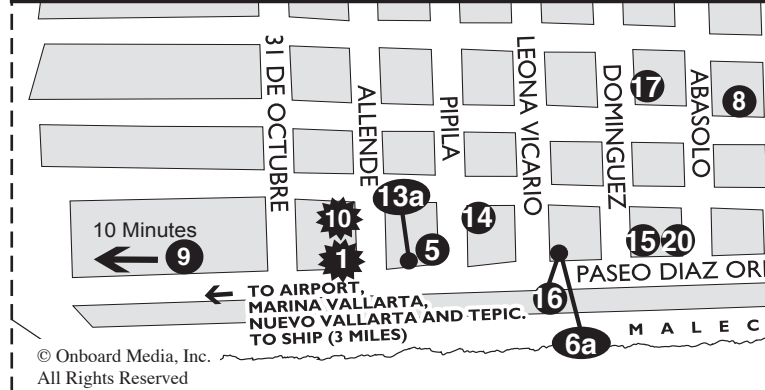 31 DE OCTUBRE
ALLENDE
PIPILA
LEONA VICARIO
DOMINGUEZ
ABASOLO
17
8
13a
10
14
10 Minutes
9
1
5
15
20
PASEO DIAZ ORI
TO AIRPORT,
MARINA VALLARTA,
NUEVO VALLARTA AND TEPIC.
TO SHIP (3 MILES)
16
MALEC
6a
© Onboard Media, Inc.
All Rights Reserved